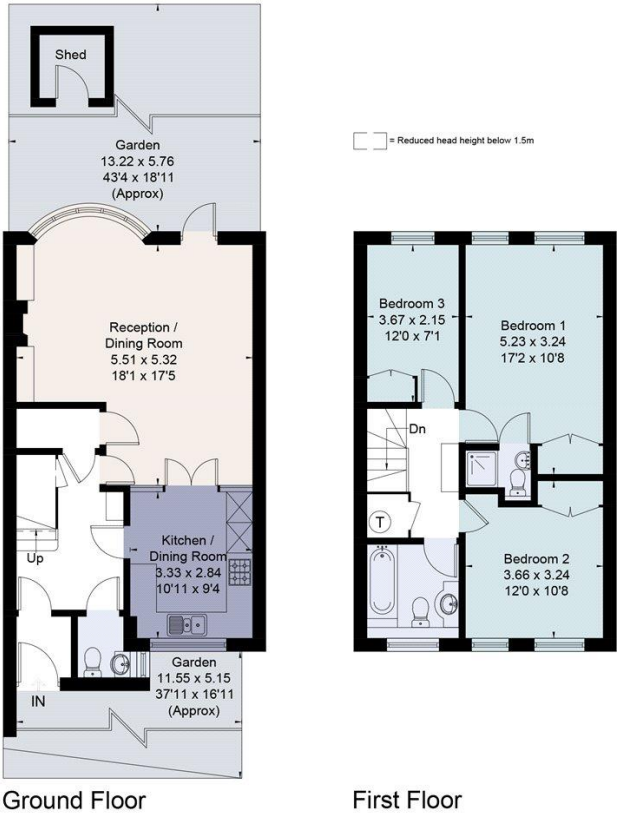 Shed
Garden
13.22 x 5.76
43'4 x 18'11
(Approx)
= Reduced head height below 1.5m
Reception /
Dining Room
5.51 x 5.32
18'1 x 17'5
Kitchen /
Dining Room
3.33 x 2.84
10'11 x 9'4
Up
IN
Garden
11.55 x 5.15
37'11 x 16'11
(Approx)
Ground Floor
Bedroom 3
3.67 x 2.15
12'0 x 7'1
Bedroom 1
5.23 x 3.24
17'2 x 10'8
Dn
T
Bedroom 2
3.66 x 3.24
12'0 x 10'8
First Floor